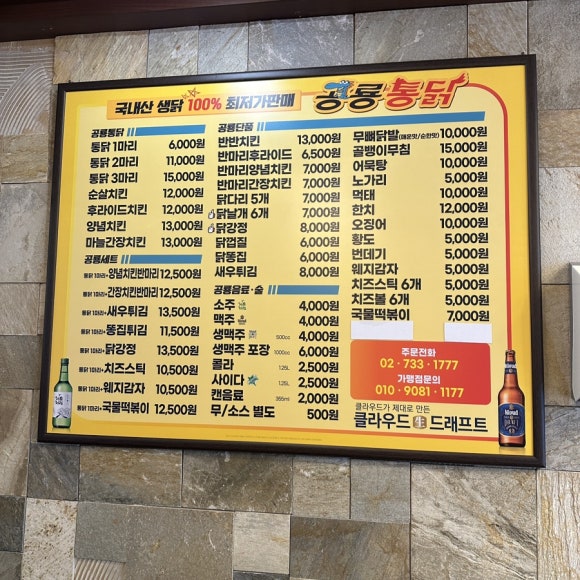 국내산 생닭 100% 최저가판매
공룡통닭
공룡통닭
통닭 1마리 6,000원
통닭 2마리 11,000원
통닭 3마리 15,000원
순살치킨 12,000원
후라이드치킨 12,000원
양념치킨 13,000원
마늘간장치킨 13,000원
공룡세트
통닭 1마리+양념치킨반마리 12,500원
통닭 1마리+간장치킨반마리 12,500원
통닭 1마리+새우튀김 13,500원
통닭 1마리+똥집튀김 11,500원
통닭 1마리+닭강정 13,500원
통닭 1마리+치즈스틱 10,500원
통닭 1마리+웨지감자 10,500원
통닭 1마리+국물떡볶이 12,500원
공룡단품
반반치킨 13,000원
반마리후라이드 6,500원
반마리양념치킨 7,000원
반마리간장치킨 7,000원
닭다리 5개 7,000원
닭날개 6개 7,000원
닭강정 8,000원
닭껍질 6,000원
닭똥집 6,000원
새우튀김 8,000원
공룡음료·술
소주 4,000원
맥주 4,000원
생맥주 500cc 4,000원
생맥주 포장 1000cc 6,000원
콜라 1.25L 2,500원
사이다 1.25L 2,500원
캔음료 355ml 2,000원
무/소스 별도 500원
무뼈닭발(매운맛/순한맛) 10,000원
골뱅이무침 15,000원
어묵탕 10,000원
노가리 5,000원
먹태 10,000원
한치 12,000원
오징어 10,000원
황도 5,000원
번데기 5,000원
웨지감자 5,000원
치즈스틱 6개 5,000원
치즈볼 6개 5,000원
국물떡볶이 7,000원
주문전화
02·733·1777
가맹점문의
010·9081·1177
클라우드가 제대로 만든
클라우드 生 드래프트
Kloud